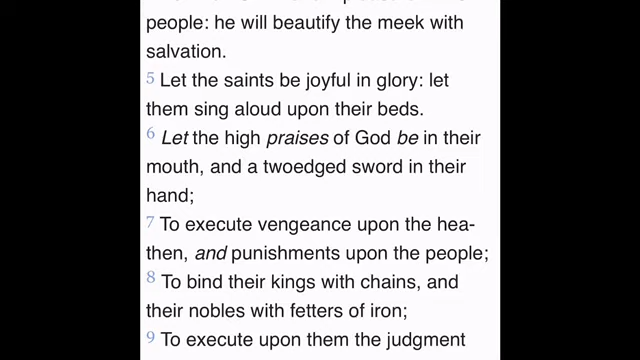 people: he will beautify the meek with
salvation.
5 Let the saints be joyful in glory: let
them sing aloud upon their beds.
6 Let the high praises of God be in their
mouth, and a twoedged sword in their
hand;
7 To execute vengeance upon the hea-
then, and punishments upon the people;
8 To bind their kings with chains, and
their nobles with fetters of iron;
9 To execute upon them the judgment